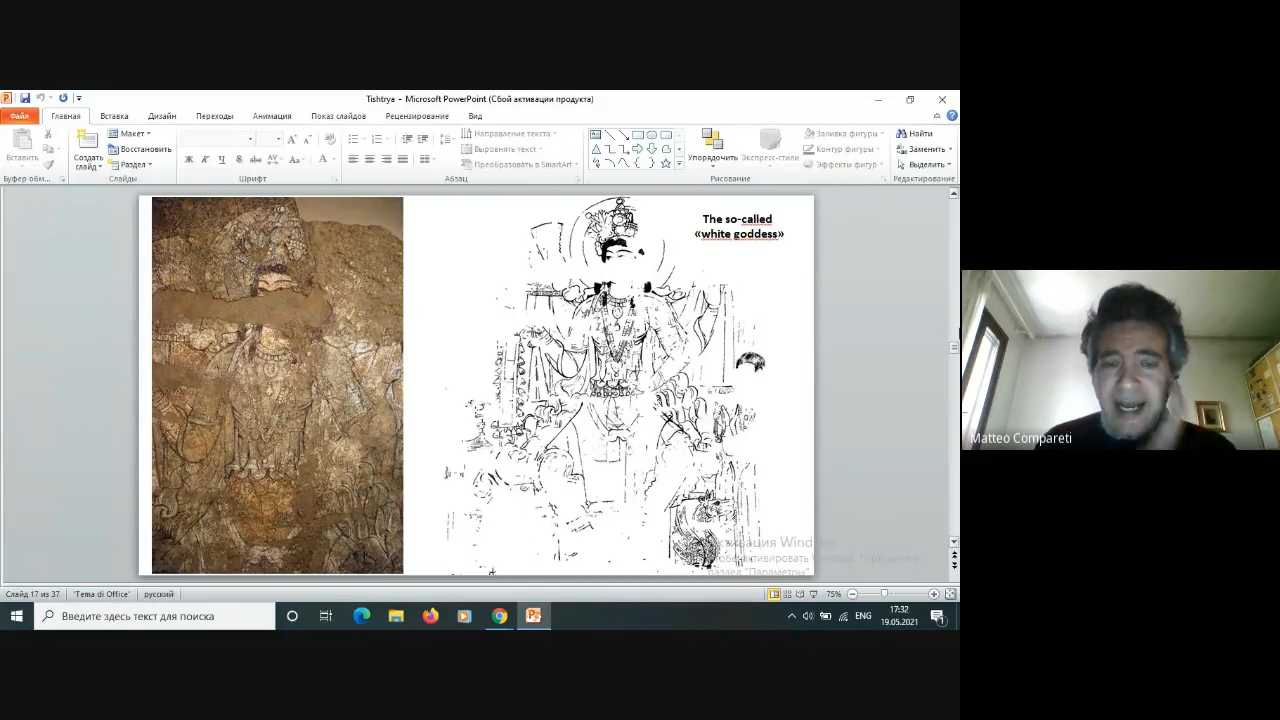 Tishtrya - Microsoft PowerPoint (Сбой активации продукта)
Файл Главная Вставка Дизайн Переходы Анимация Показ слайдов Рецензирование Вид
Вставить
Буфер обм...
Создать слайд
Макет
Восстановить
Раздел
Слайды
Шрифт
Направление текста
Выровнять текст
Преобразовать в SmartArt
Абзац
Упорядочить
Экспресс-стили
Заливка фигуры
Контур фигуры
Эффекты фигур
Рисование
Найти
Заменить
Выделить
Редактирование
The so-called
«white goddess»
Matteo Compareti
Слайд 17 из 37 "Tema di Office" русский 75%
Введите здесь текст для поиска
ENG
17:32
19.05.2021